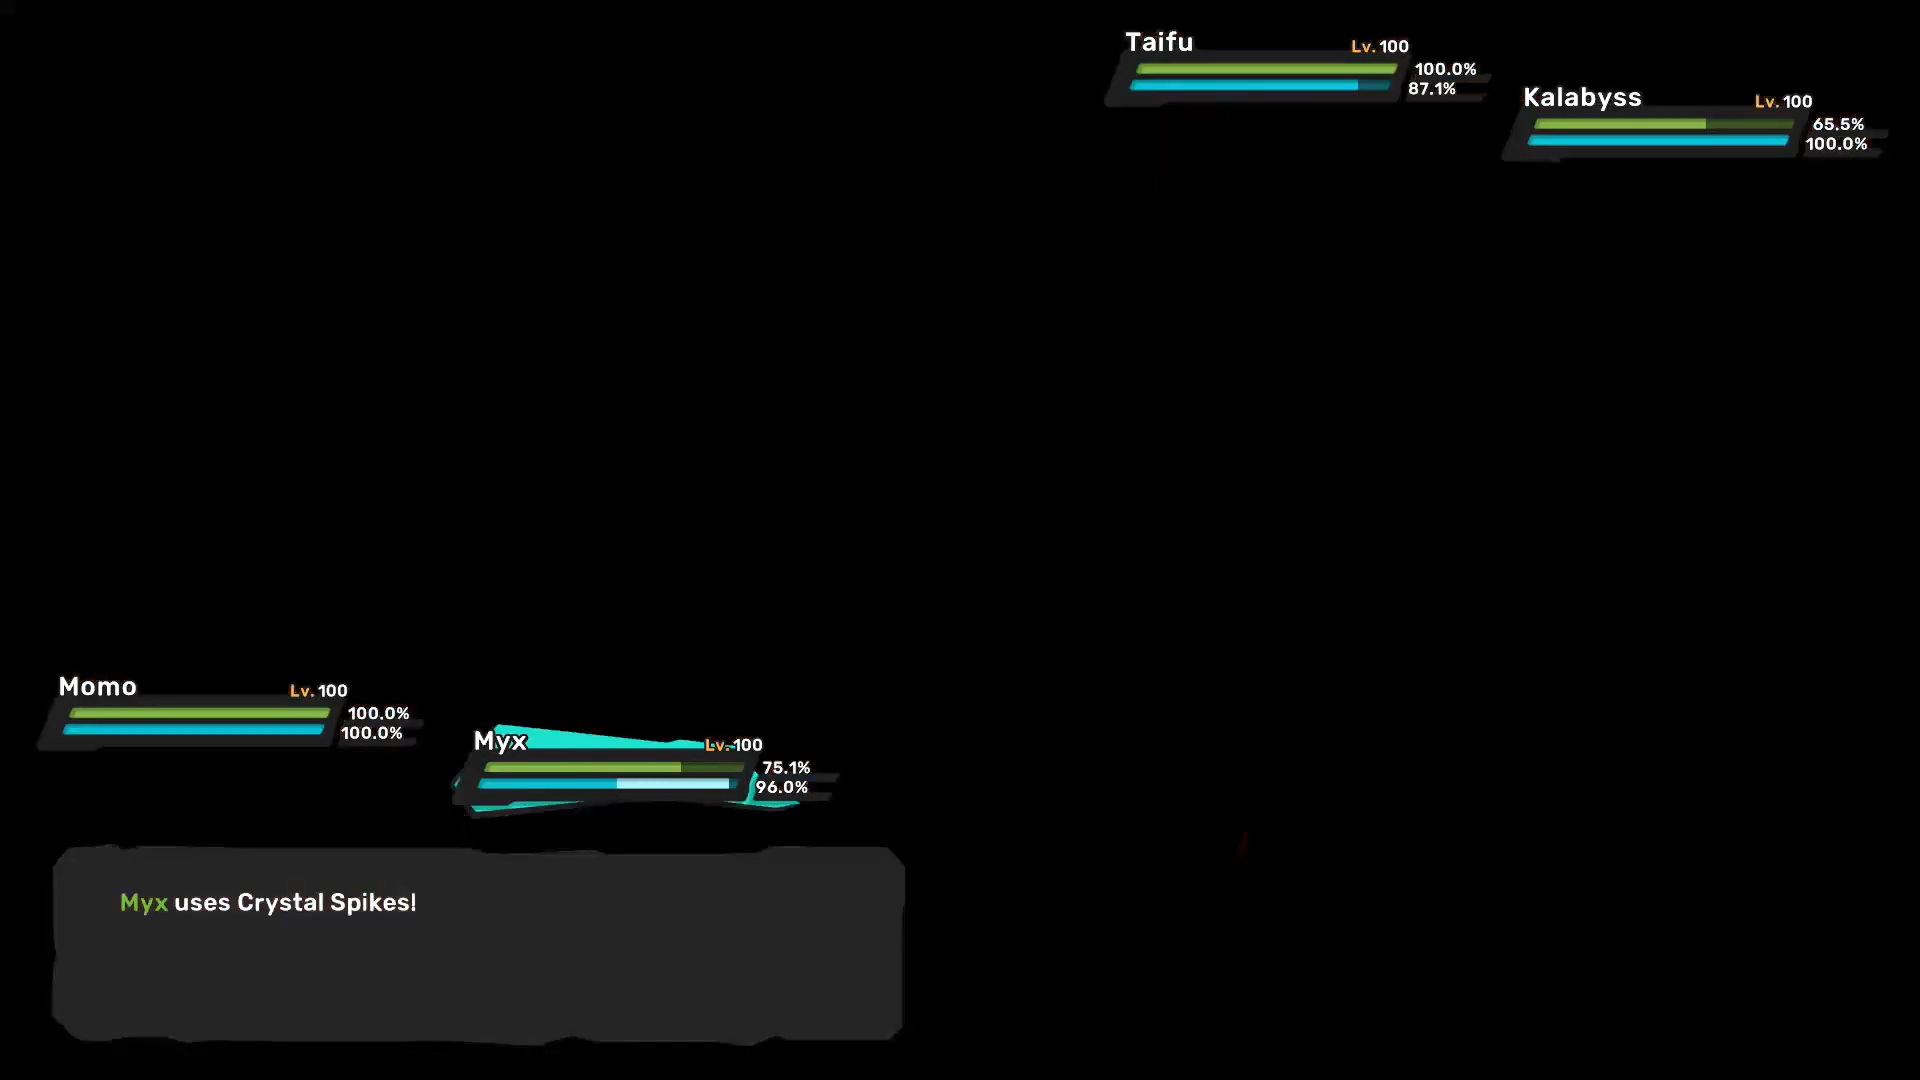 Taifu Lv. 100
100.0%
87.1%
Kalabyss Lv. 100
65.5%
100.0%
Momo Lv. 100
100.0%
100.0%
Myx Lv. 100
75.1%
96.0%
Myx uses Crystal Spikes!